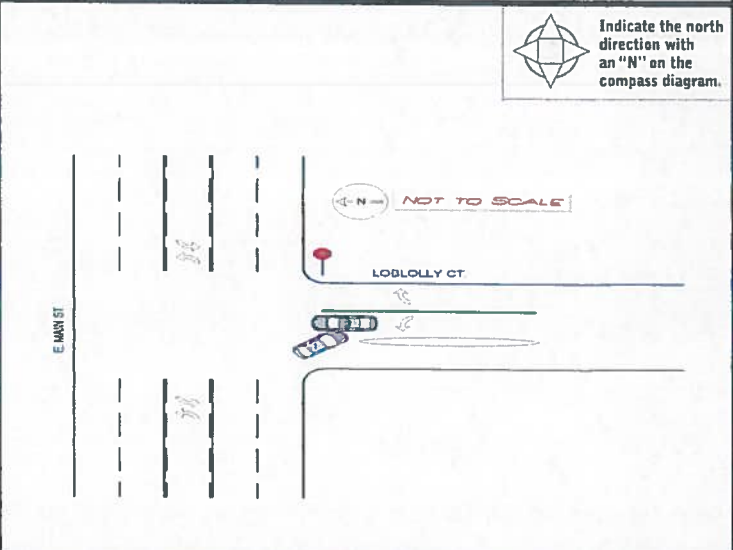 Indicate the north
direction with
an "N" on the
compass diagram.
N
NOT TO SCALE
LOBLOLLY CT.
E. MAIN ST